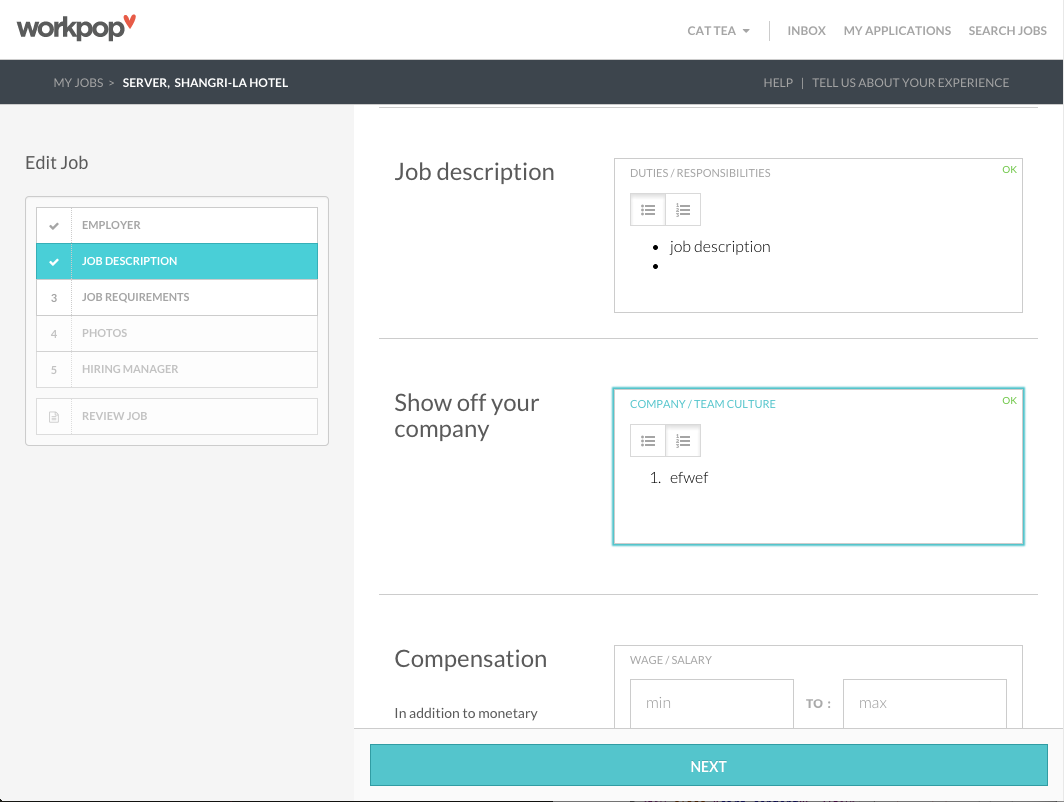 workpop
CAT TEA
INBOX
MY APPLICATIONS
SEARCH JOBS
MY JOBS > SERVER, SHANGRI-LA HOTEL
HELP | TELL US ABOUT YOUR EXPERIENCE
Edit Job
EMPLOYER
JOB DESCRIPTION
3 JOB REQUIREMENTS
4 PHOTOS
5 HIRING MANAGER
REVIEW JOB
Job description
DUTIES / RESPONSIBILITIES
OK
• job description
•
Show off your
company
COMPANY / TEAM CULTURE
OK
1. efwef
Compensation
In addition to monetary
WAGE / SALARY
min TO : max
NEXT